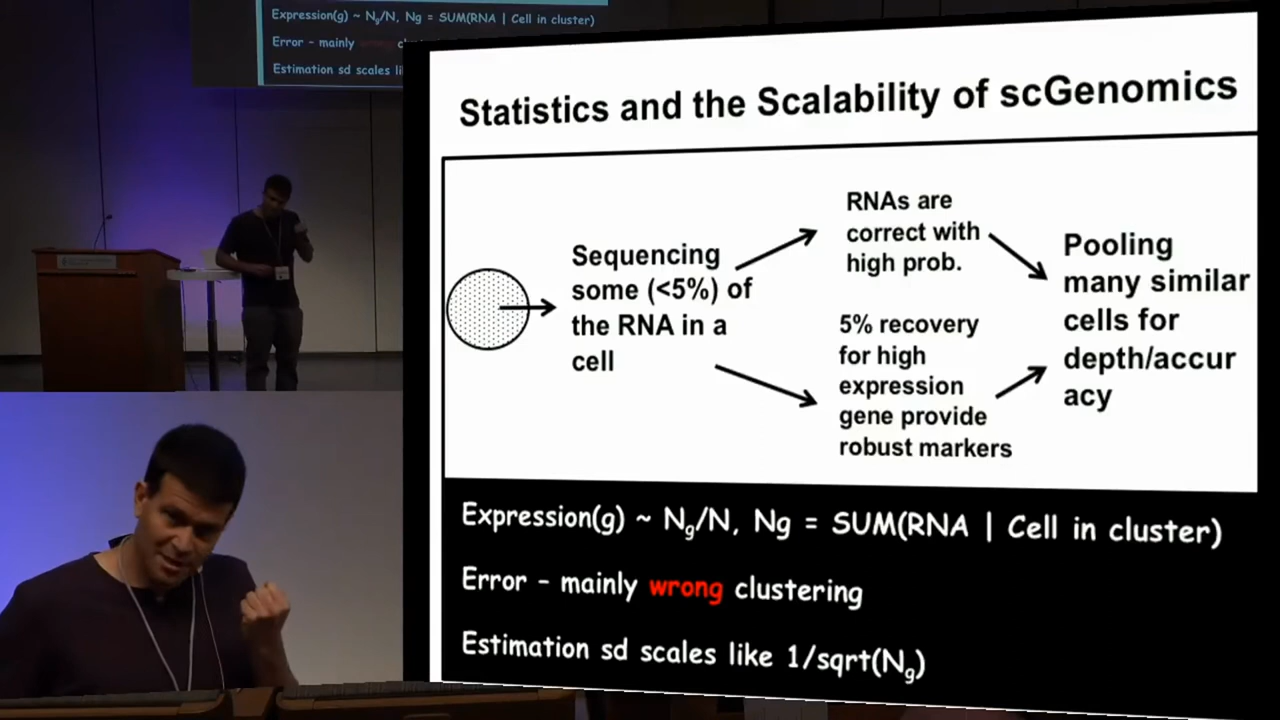 Expression(g) ~ Ng/N, Ng = SUM(RNA | Cell in cluster)
Error - mainly wrong
Estimation sd scales
Statistics and the Scalability of scGenomics
Sequencing
some (<5%) of
the RNA in a
cell
RNAs are
correct with
high prob.
5% recovery
for high
expression
gene provide
robust markers
Pooling
many similar
cells for
depth/accur
acy
Expression(g) ~ Ng/N, Ng = SUM(RNA | Cell in cluster)
Error - mainly wrong clustering
Estimation sd scales like 1/sqrt(Ng)